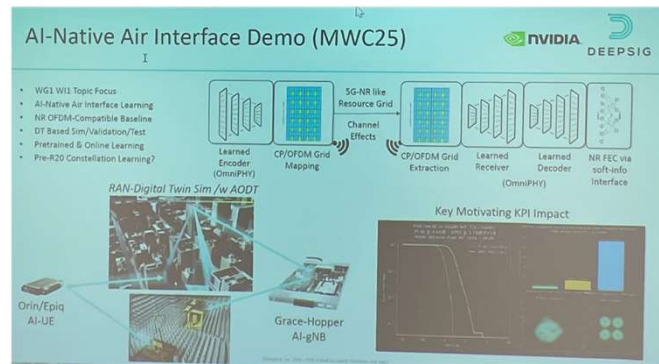 AI-Native Air Interface Demo (MWC25)
NVIDIA
DEEPSIG
• WG1 WI1 Topic Focus
• AI-Native Air Interface Learning
• NR OFDM-Compatible Baseline
• DT Based Sim/Validation/Test
• Pretrained & Online Learning
• Pre-R20 Constellation Learning?
5G-NR like
Resource Grid
Channel
Effects
Learned
Encoder
(OmniPHY)
CP/OFDM Grid
Mapping
CP/OFDM Grid
Extraction
Learned
Receiver
Learned
Decoder
(OmniPHY)
NR FEC via
soft-info
Interface
RAN-Digital Twin Sim /w AODT
Key Motivating KPI Impact
Orin/Epiq
AI-UE
Grace-Hopper
AI-gNB